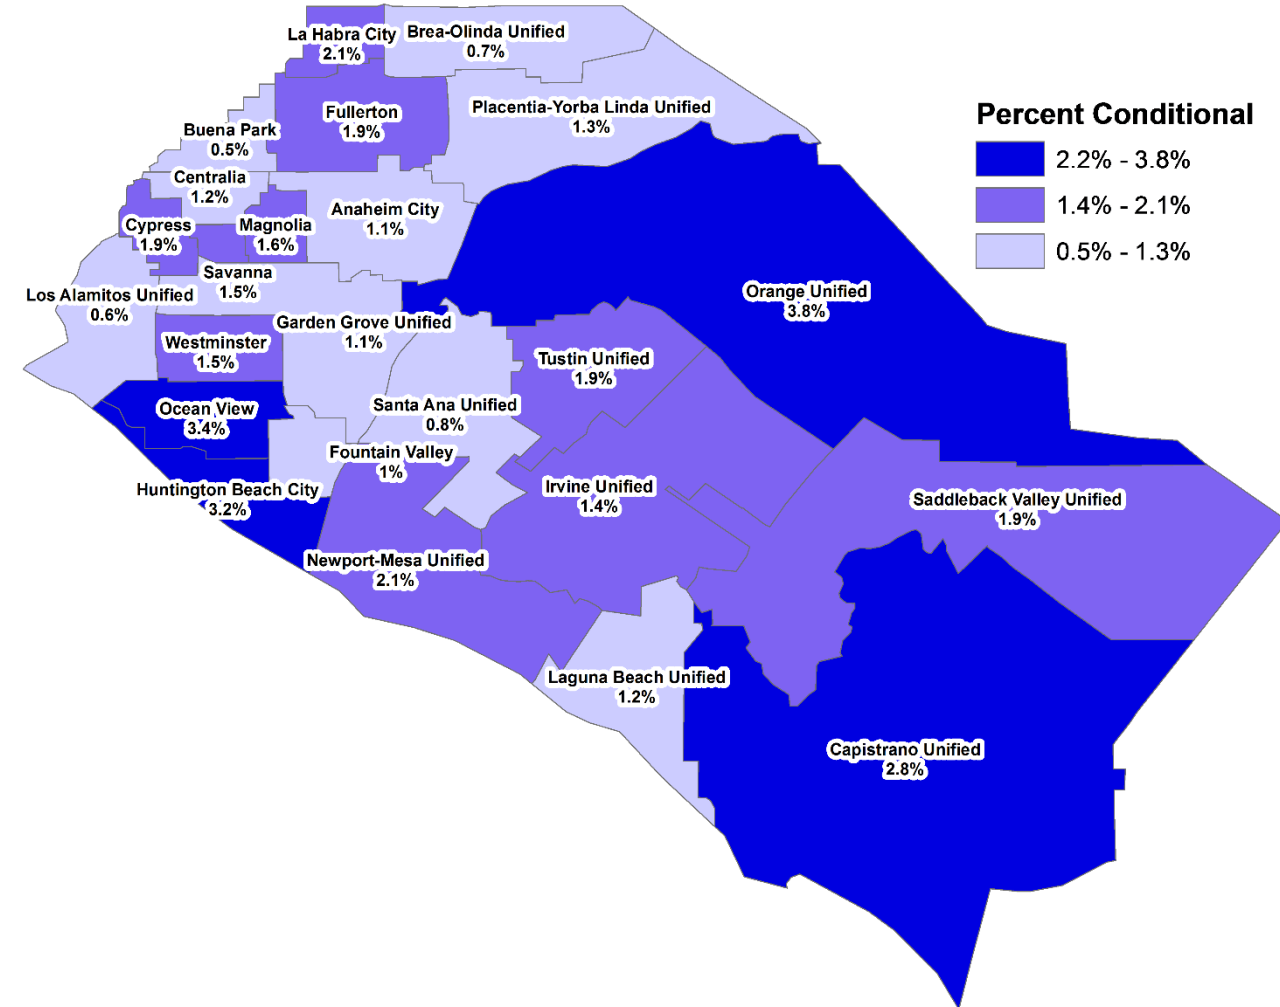 La Habra City
2.1%
Brea-Olinda Unified
0.7%
Placentia-Yorba Linda Unified
1.3%
Fullerton
1.9%
Buena Park
0.5%
Centralia
1.2%
Cypress
1.9%
Magnolia
1.6%
Anaheim City
1.1%
Savanna
1.5%
Los Alamitos Unified
0.6%
Garden Grove Unified
1.1%
Westminster
1.5%
Orange Unified
3.8%
Tustin Unified
1.9%
Ocean View
3.4%
Santa Ana Unified
0.8%
Fountain Valley
1%
Huntington Beach City
3.2%
Irvine Unified
1.4%
Saddleback Valley Unified
1.9%
Newport-Mesa Unified
2.1%
Laguna Beach Unified
1.2%
Capistrano Unified
2.8%
Percent Conditional
2.2% - 3.8%
1.4% - 2.1%
0.5% - 1.3%